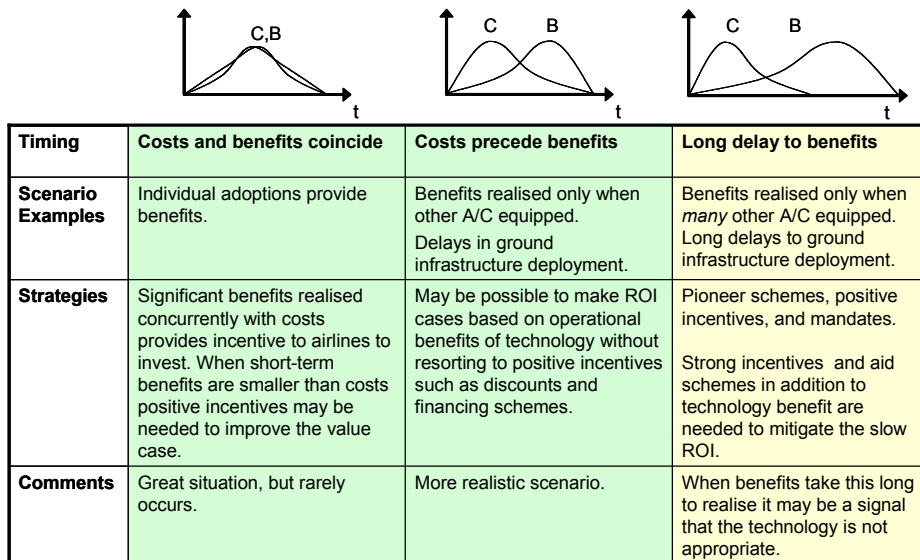 C,B
t
C
B
t
C
B
t
Timing
Costs and benefits coincide
Costs precede benefits
Long delay to benefits
Scenario
Examples
Individual adoptions provide
benefits.
Benefits realised only when
other A/C equipped.
Delays in ground
infrastructure deployment.
Benefits realised only when
many other A/C equipped.
Long delays to ground
infrastructure deployment.
Strategies
Significant benefits realised
concurrently with costs
provides incentive to airlines to
invest. When short-term
benefits are smaller than costs
positive incentives may be
needed to improve the value
case.
May be possible to make ROI
cases based on operational
benefits of technology without
resorting to positive incentives
such as discounts and
financing schemes.
Pioneer schemes, positive
incentives, and mandates.
Strong incentives and aid
schemes in addition to
technology benefit are
needed to mitigate the slow
ROI.
Comments
Great situation, but rarely
occurs.
More realistic scenario.
When benefits take this long
to realise it may be a signal
that the technology is not
appropriate.